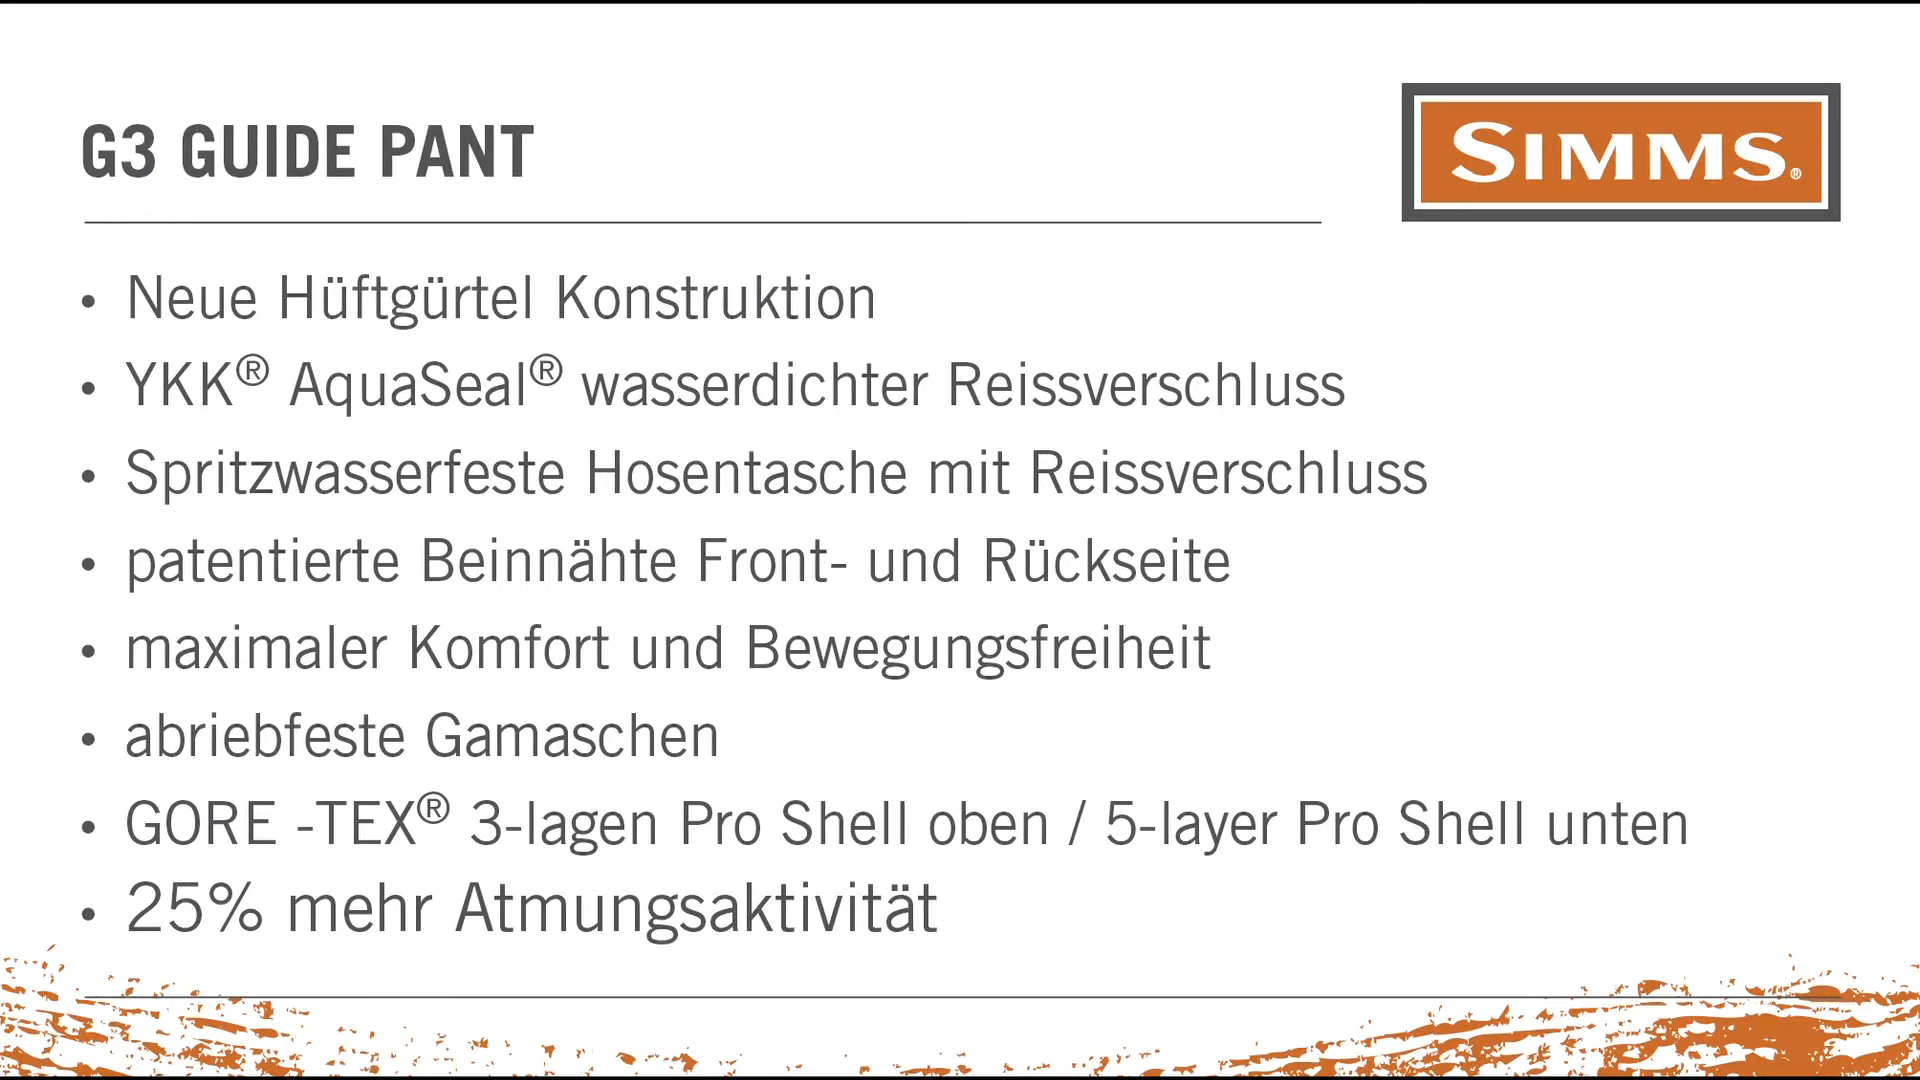 G3 GUIDE PANT
SIMMS®
• Neue Hüftgürtel Konstruktion
• YKK® AquaSeal® wasserdichter Reissverschluss
• Spritzwasserfeste Hosentasche mit Reissverschluss
• patentierte Beinnähte Front- und Rückseite
• maximaler Komfort und Bewegungsfreiheit
• abriebfeste Gamaschen
• GORE -TEX® 3-lagen Pro Shell oben / 5-layer Pro Shell unten
• 25% mehr Atmungsaktivität